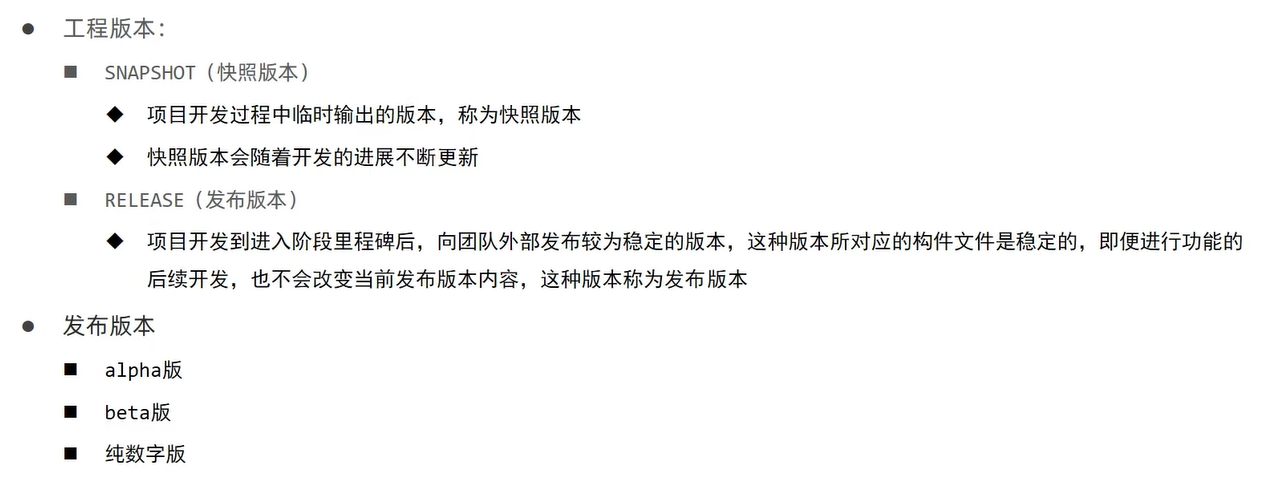 工程版本：
SNAPSHOT（快照版本）
项目开发过程中临时输出的版本，称为快照版本
快照版本会随着开发的进展不断更新
RELEASE（发布版本）
项目开发到进入阶段里程碑后，向团队外部发布较为稳定的版本，这种版本所对应的构件文件是稳定的，即便进行功能的
后续开发，也不会改变当前发布版本内容，这种版本称为发布版本
发布版本
alpha版
beta版
纯数字版